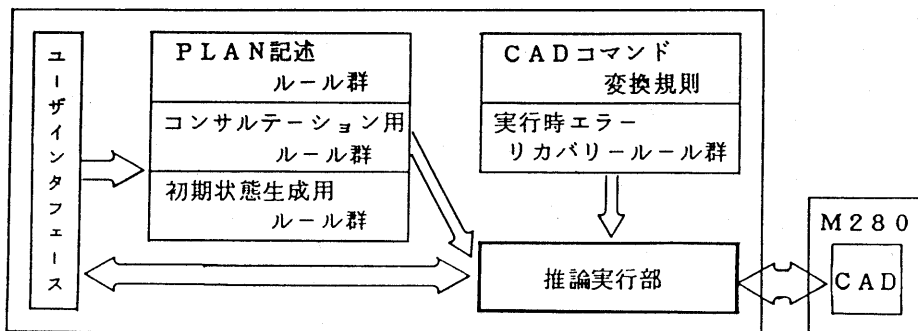 ユーザインタフェース
PLAN記述
ルール群
コンサルテーション用
ルール群
初期状態生成用
ルール群
CADコマンド
変換規則
実行時エラー
リカバリールール群
推論実行部
M280
CAD